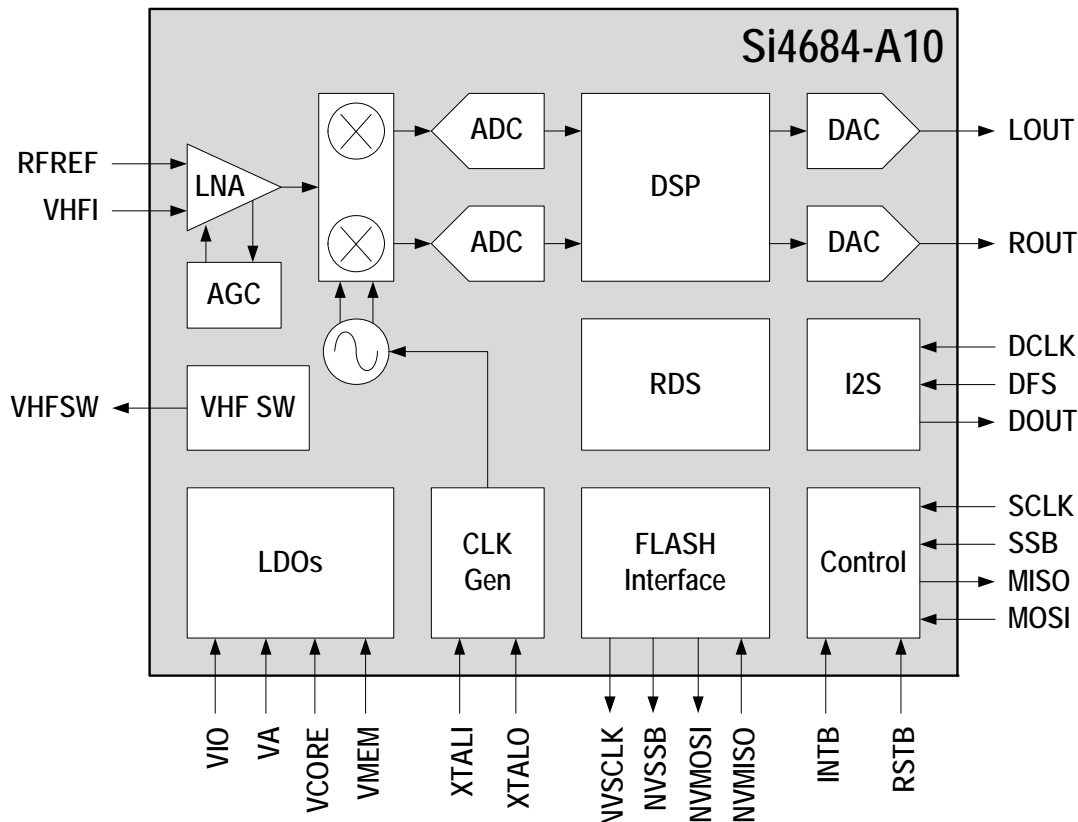 Si4684-A10
RFREF
VHFI
LNA
AGC
ADC
ADC
DSP
DAC
DAC
LOUT
ROUT
VHFSW
VHF SW
RDS
I2S
DCLK
DFS
DOUT
LDOs
CLK
Gen
FLASH
Interface
Control
SCLK
SSB
MISO
MOSI
VIO
VA
VCORE
VMEM
XTALI
XTALO
NVSCLK
NVSSB
NVMOSI
NVMISO
INTB
RSTB